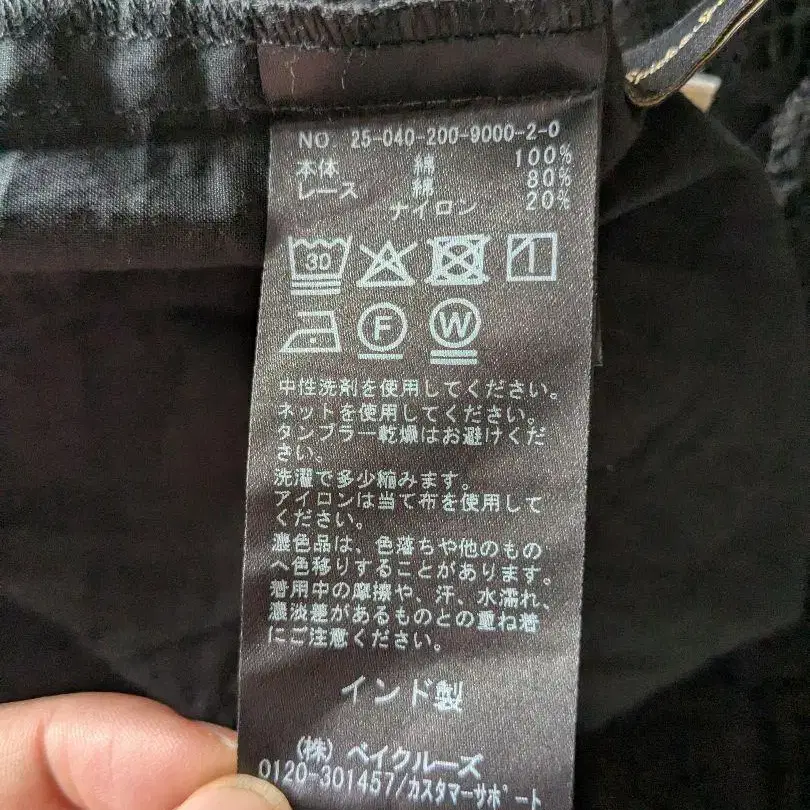 NO 25-040-200-9000-2-0
本体 綿 100%
レース 綿 80%
ナイロン 20%
30
F W
中性洗剤を使用してください。
ネットを使用してください。
タンブラー乾燥はお避けくだ
さい。
洗濯で多少縮みます。
アイロンは当て布を使用して
ください。
濃色品は、色落ちや他のもの
へ色移りすることがあります。
着用中の摩擦や、汗、水濡れ、
濃淡差があるものとの重ね着
にご注意ください。
インド製
(株)ベイクルーズ
0120-301457/カスタマーサポート